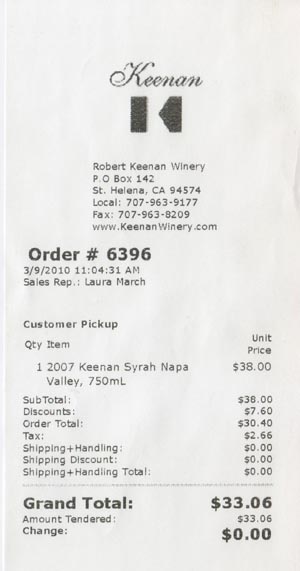 Keenan
K
Robert Keenan Winery
P.O Box 142
St. Helena, CA 94574
Local: 707-963-9177
Fax: 707-963-8209
www.KeenanWinery.com
Order # 6396
3/9/2010 11:04:31 AM
Sales Rep.: Laura March
Customer Pickup
Qty Item Unit Price
1 2007 Keenan Syrah Napa $38.00
Valley, 750mL
SubTotal: $38.00
Discounts: $7.60
Order Total: $30.40
Tax: $2.66
Shipping+Handling: $0.00
Shipping Discount: $0.00
Shipping+Handling Total: $0.00
Grand Total: $33.06
Amount Tendered: $33.06
Change: $0.00